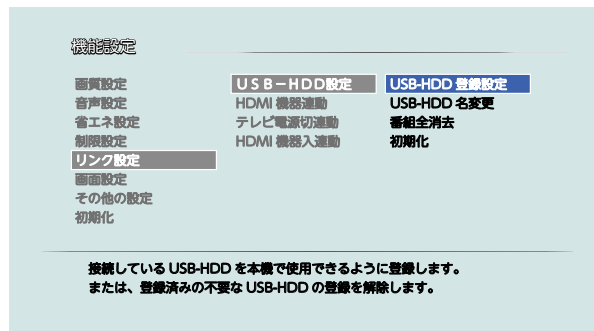 機能設定
画質設定
音声設定
省エネ設定
制限設定
リンク設定
画面設定
その他の設定
初期化
ＵＳＢ－ＨＤＤ設定
HDMI 機器連動
テレビ電源切連動
HDMI 機器入連動
USB-HDD 登録設定
USB-HDD 名変更
番組全消去
初期化
接続している USB-HDD を本機で使用できるように登録します。
または、登録済みの不要な USB-HDD の登録を解除します。